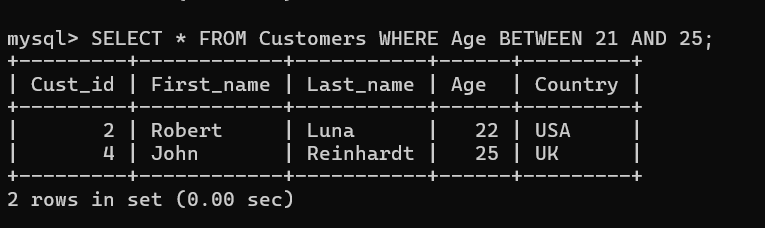 mysql> SELECT * FROM Customers WHERE Age BETWEEN 21 AND 25;
+---------+------------+-----------+------+---------+
| Cust_id | First_name | Last_name | Age  | Country |
+---------+------------+-----------+------+---------+
|       2 | Robert     | Luna      |   22 | USA     |
|       4 | John       | Reinhardt |   25 | UK      |
+---------+------------+-----------+------+---------+
2 rows in set (0.00 sec)